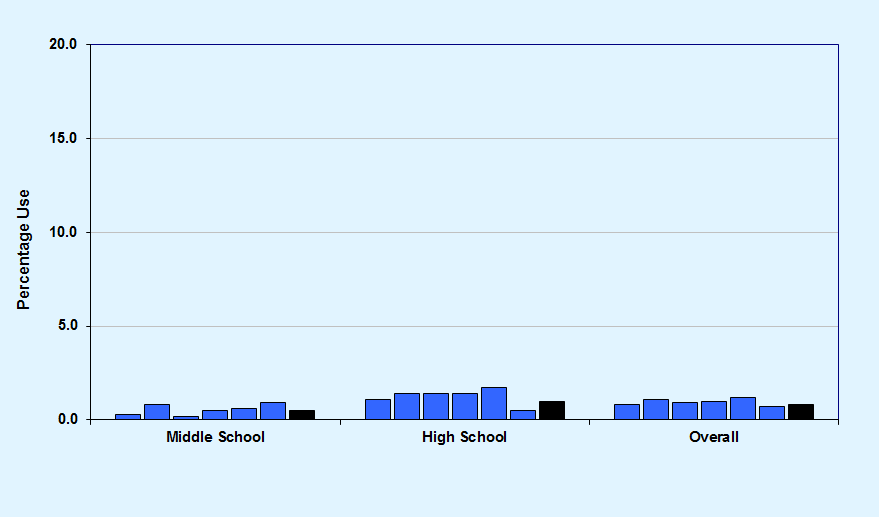 20.0
15.0
10.0
5.0
0.0
Percentage Use
Middle School
High School
Overall